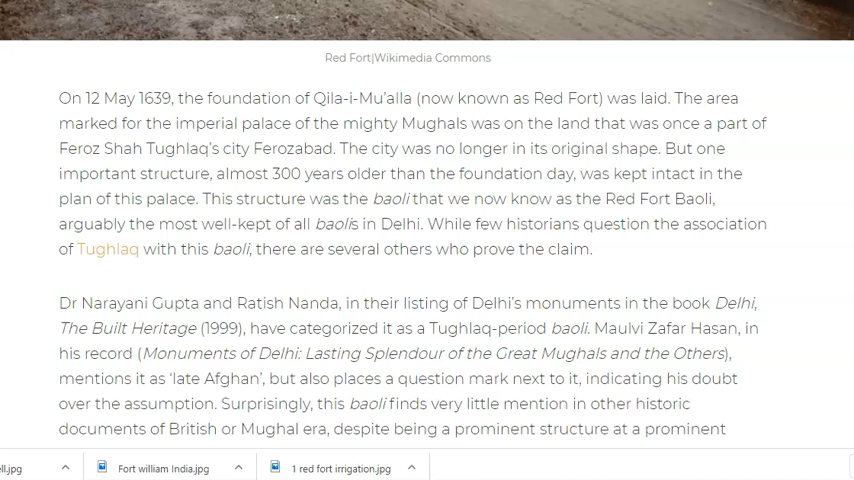 Red Fort|Wikimedia Commons
On 12 May 1639, the foundation of Qila-i-Mu’alla (now known as Red Fort) was laid. The area
marked for the imperial palace of the mighty Mughals was on the land that was once a part of
Feroz Shah Tughlaq’s city Ferozabad. The city was no longer in its original shape. But one
important structure, almost 300 years older than the foundation day, was kept intact in the
plan of this palace. This structure was the baoli that we now know as the Red Fort Baoli,
arguably the most well-kept of all baolis in Delhi. While few historians question the association
of Tughlaq with this baoli, there are several others who prove the claim.
Dr Narayani Gupta and Ratish Nanda, in their listing of Delhi’s monuments in the book Delhi,
The Built Heritage (1999), have categorized it as a Tughlaq-period baoli. Maulvi Zafar Hasan, in
his record (Monuments of Delhi: Lasting Splendour of the Great Mughals and the Others),
mentions it as ‘late Afghan’, but also places a question mark next to it, indicating his doubt
over the assumption. Surprisingly, this baoli finds very little mention in other historic
documents of British or Mughal era, despite being a prominent structure at a prominent
ell.jpg Fort william India.jpg 1 red fort irrigation.jpg